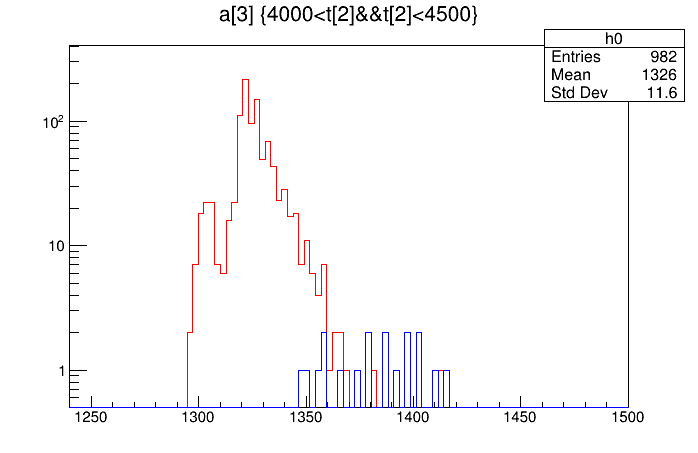 a[3] {4000<t[2]&&t[2]<4500}
h0
Entries 982
Mean 1326
Std Dev 11.6
10²
10
1
1250 1300 1350 1400 1450 1500